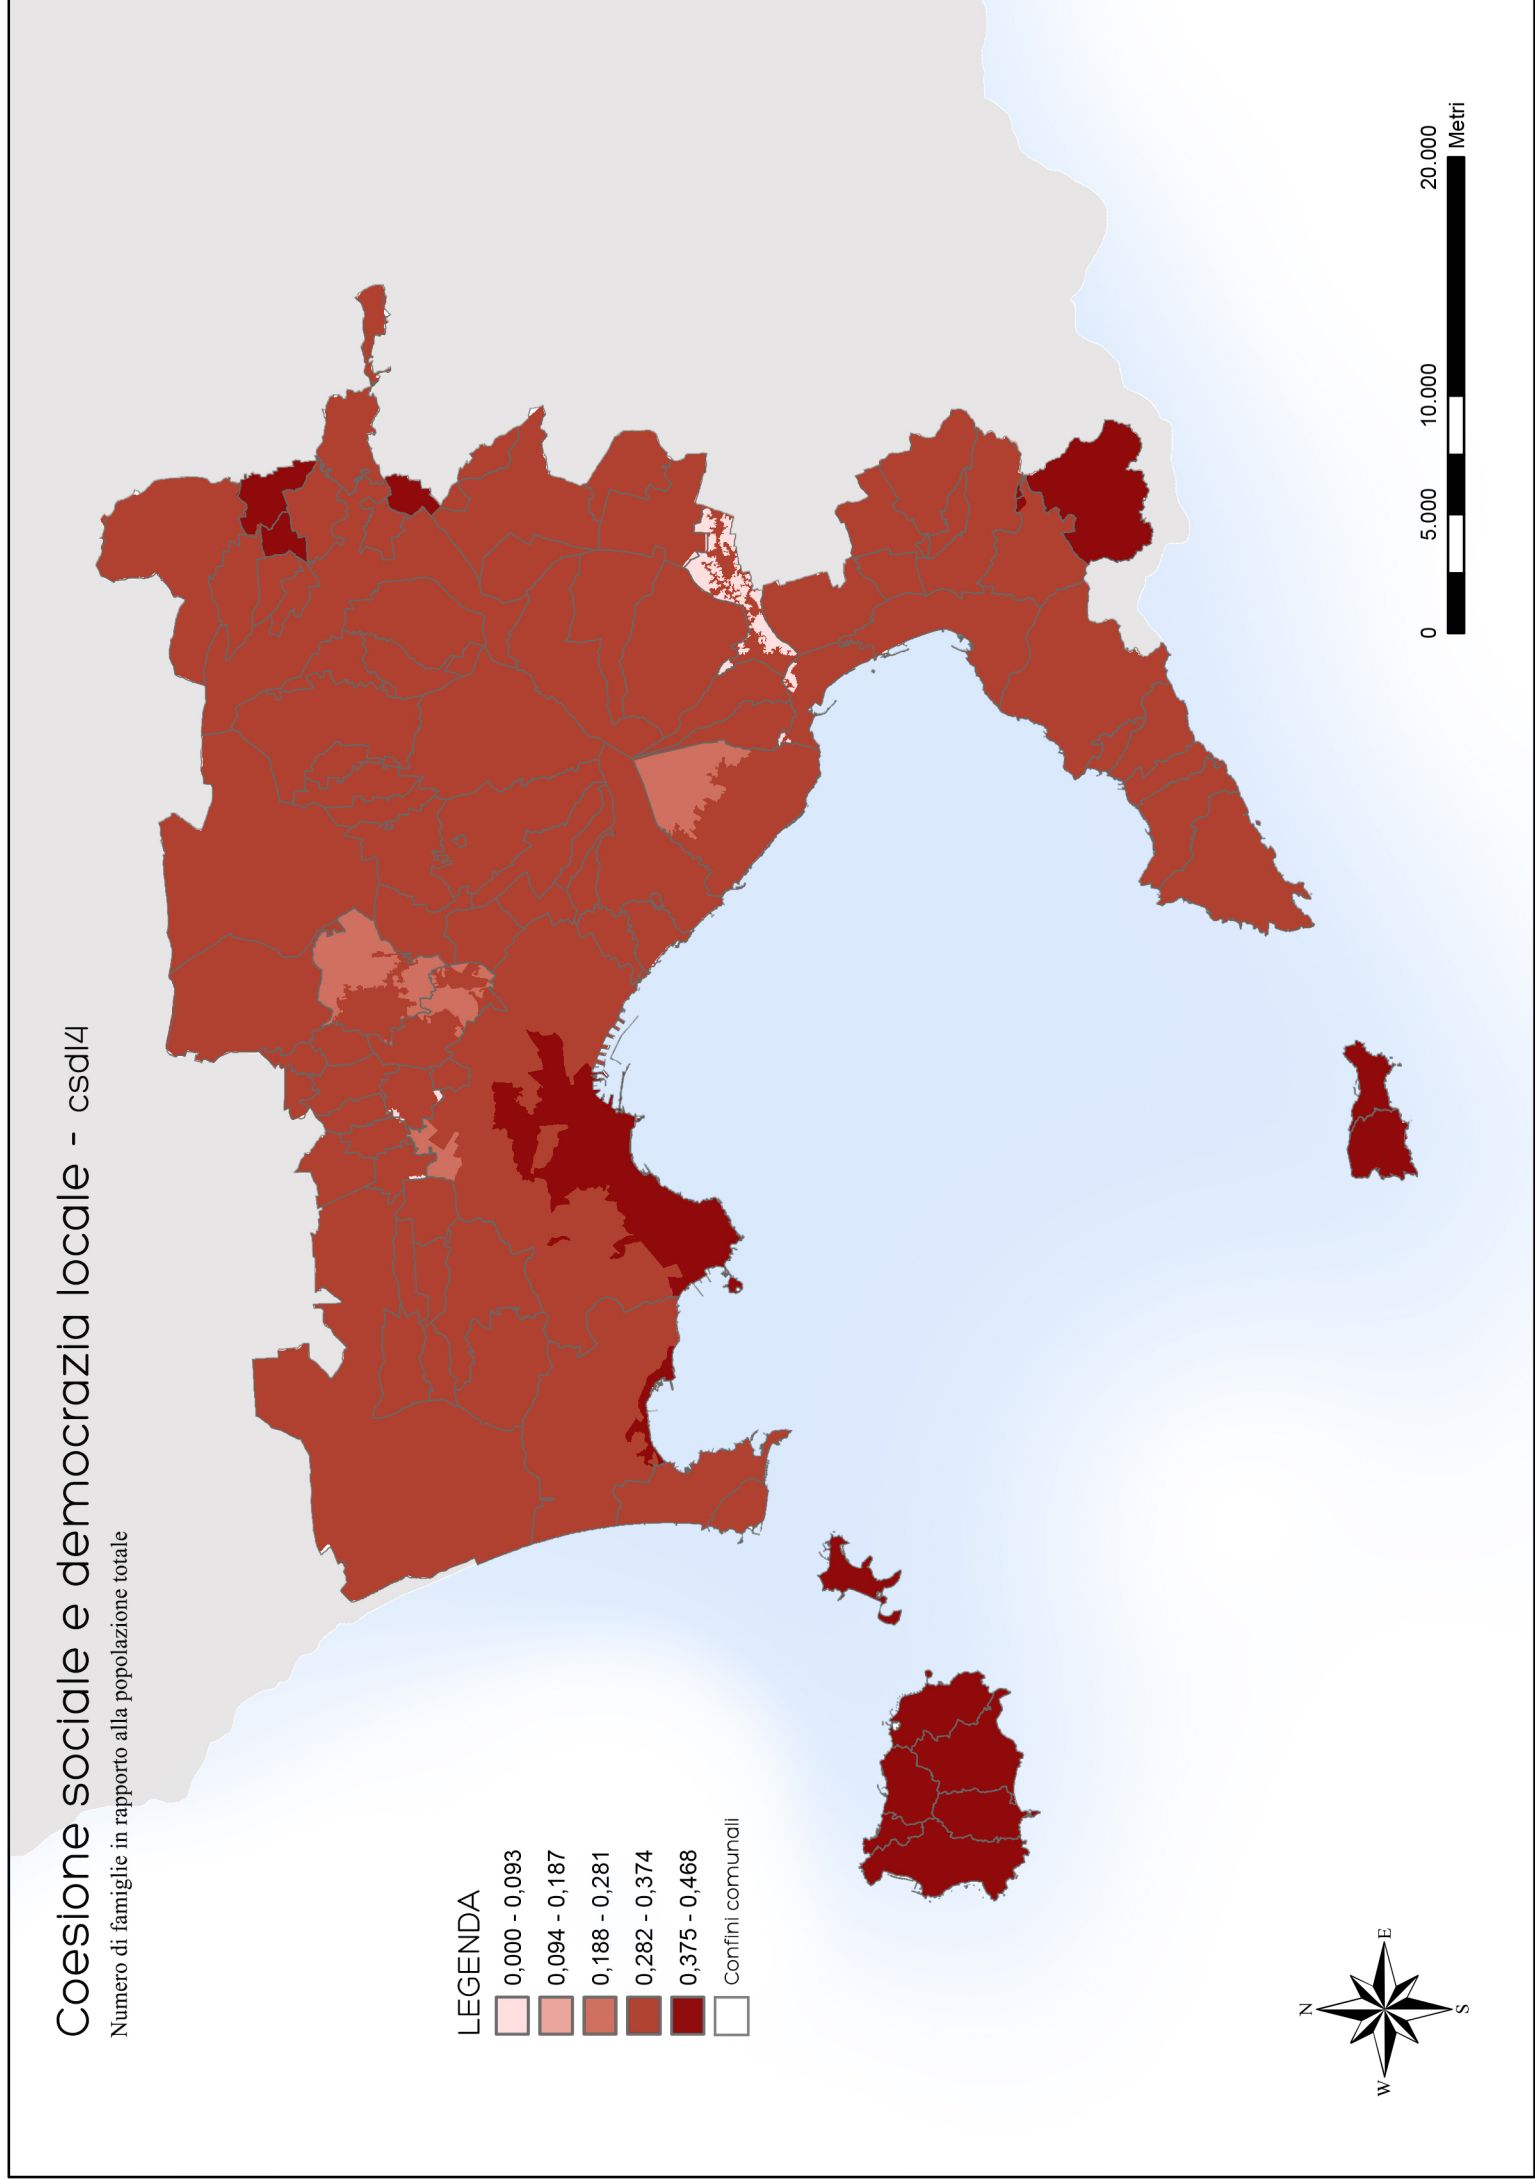 Coesione sociale e democrazia locale - csdl4
Numero di famiglie in rapporto alla popolazione totale
LEGENDA
0,000 - 0,093
0,094 - 0,187
0,188 - 0,281
0,282 - 0,374
0,375 - 0,468
Confini comunali
N
W E
S
0 5.000 10.000 20.000
Metri